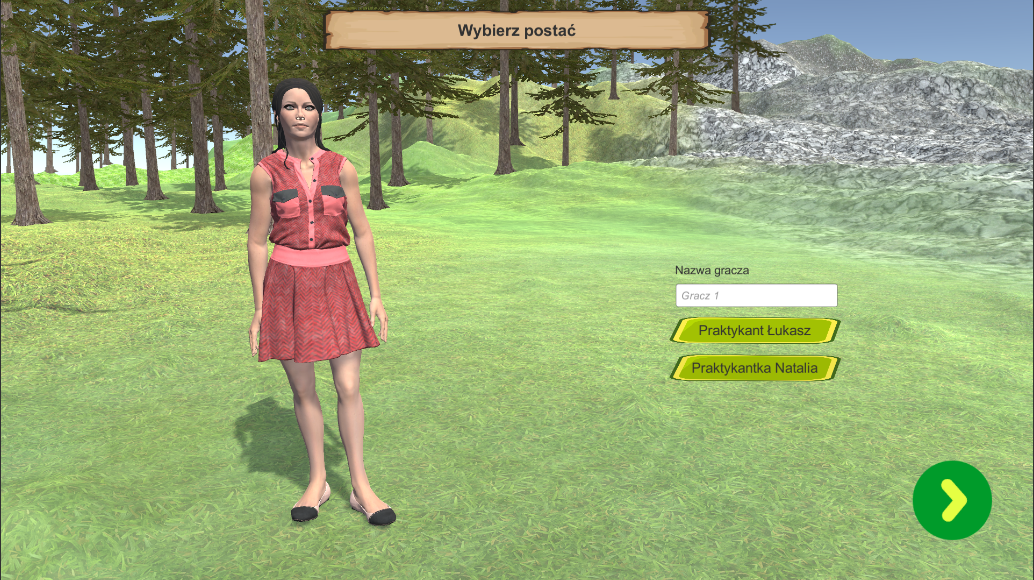 Wybierz postać
Nazwa gracza
Gracz 1
Praktykant Łukasz
Praktykantka Natalia